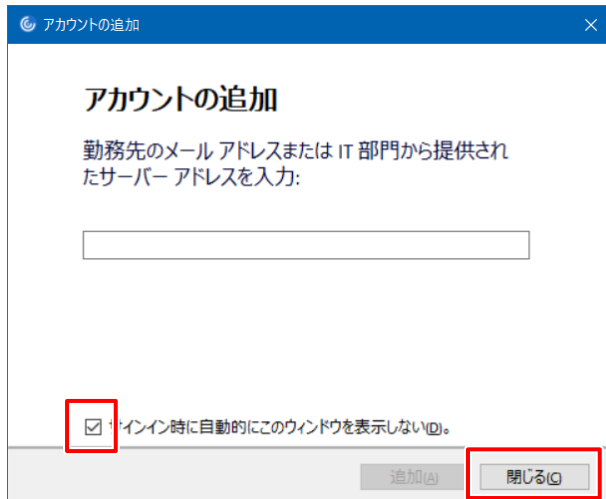 アカウントの追加
アカウントの追加
勤務先のメール アドレスまたは IT 部門から提供され
たサーバー アドレスを入力:
サインイン時に自動的にこのウィンドウを表示しない(D)。
追加(A)
閉じる(C)